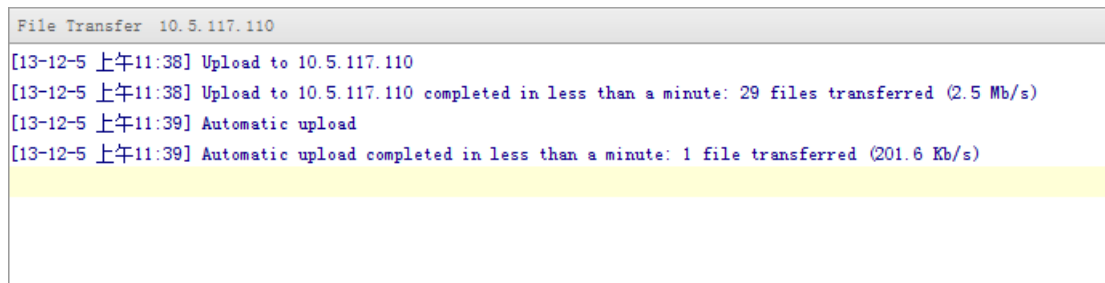 File Transfer 10.5.117.110
[13-12-5 上午11:38] Upload to 10.5.117.110
[13-12-5 上午11:38] Upload to 10.5.117.110 completed in less than a minute: 29 files transferred (2.5 Mb/s)
[13-12-5 上午11:39] Automatic upload
[13-12-5 上午11:39] Automatic upload completed in less than a minute: 1 file transferred (201.6 Kb/s)